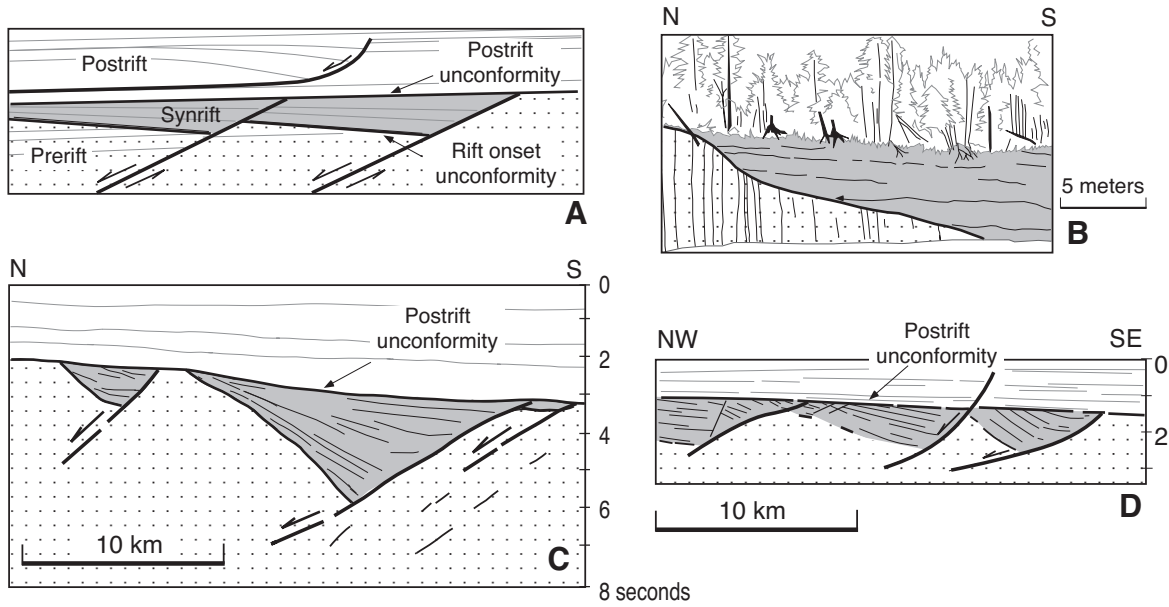 Postrift
Postrift
unconformity
Synrift
Prerift
Rift onset
unconformity
A
N
S
5 meters
B
N
S
0
Postrift
unconformity
2
4
6
10 km
C
8 seconds
NW
SE
Postrift
unconformity
0
2
10 km
D